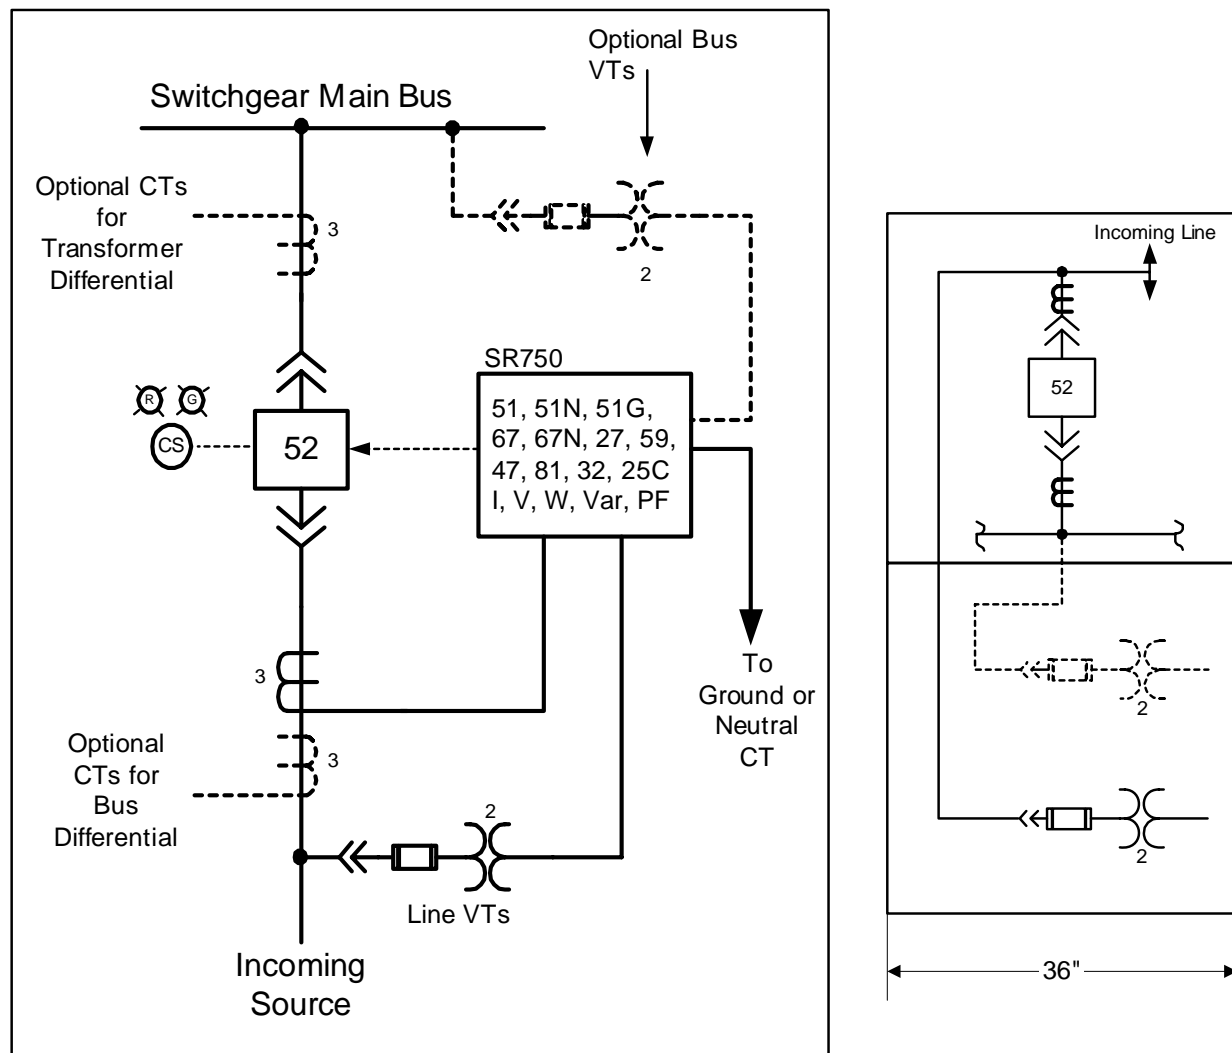 Optional Bus
VTs
Switchgear Main Bus
Optional CTs
for
Transformer
Differential
3
2
SR750
51, 51N, 51G,
67, 67N, 27, 59,
47, 81, 32, 25C
I, V, W, Var, PF
R
G
CS
52
3
To
Ground or
Neutral
CT
Optional
CTs for
Bus
Differential
3
2
Line VTs
Incoming
Source
Incoming Line
52
2
2
36"